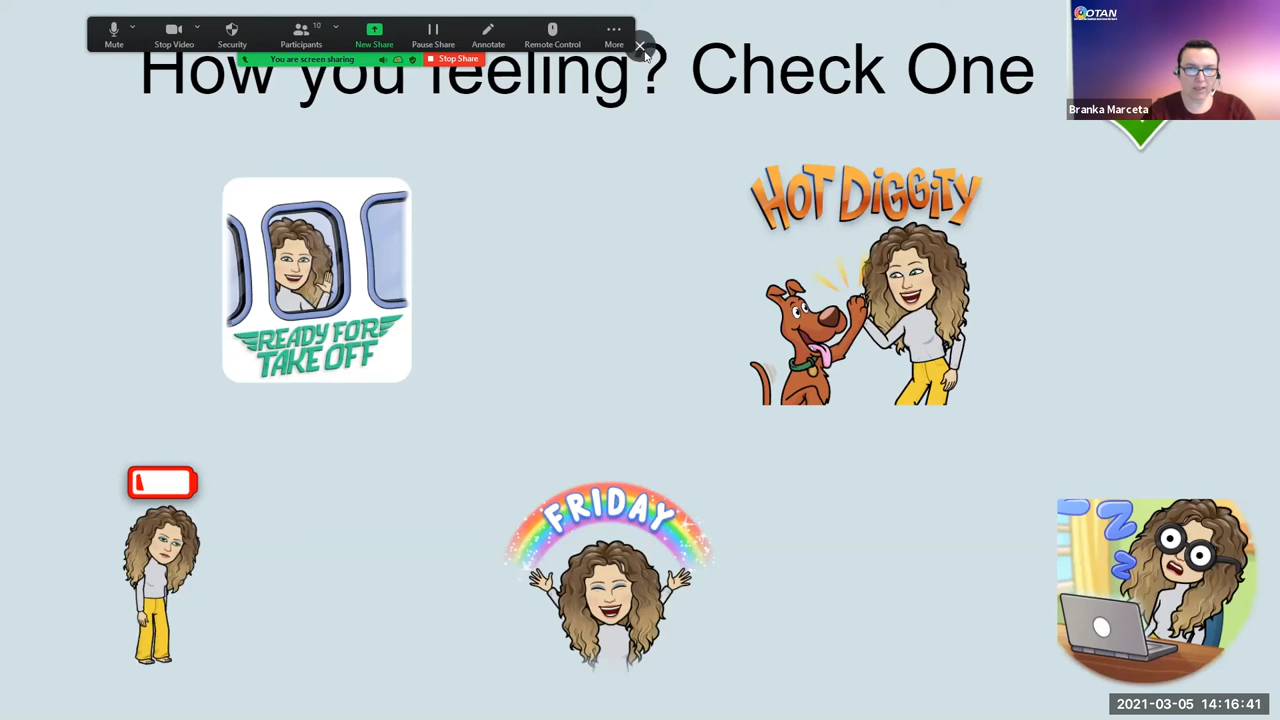 Mute
Stop Video
Security
Participants
10
New Share
Pause Share
Annotate
Remote Control
More
You are screen sharing
Stop Share
OTAN
How you feeling? Check One
Branka Marceta
READY FOR
TAKE OFF
HOT DIGGITY
FRIDAY
Z
Z
Z
2021-03-05 14:16:41